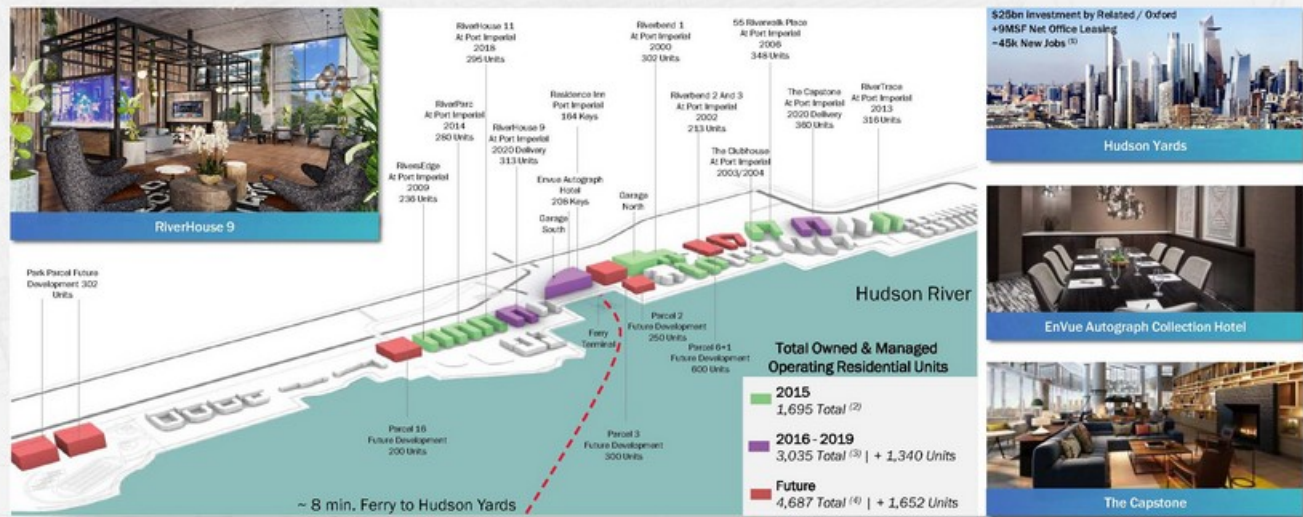 RiverHouse 9
RiverHouse 11
At Port Imperial
2018
295 Units
RiverParc
At Port Imperial
2014
280 Units
RiversEdge
At Port Imperial
2009
236 Units
RiverHouse 9
At Port Imperial
2020 Delivery
313 Units
Residence Inn
Port Imperial
164 Keys
Envue Autograph
Hotel
208 Keys
Garage
South
Riverbend 1
At Port Imperial
2000
302 Units
Garage
North
Riverbend 2 And 3
At Port Imperial
2002
213 Units
The Clubhouse
At Port Imperial
2003/2004
55 Riverwalk Place
At Port Imperial
2006
348 Units
The Capstone
At Port Imperial
2020 Delivery
360 Units
RiverTrace
At Port Imperial
2013
316 Units
Park Parcel Future
Development 302
Units
Parcel 16
Future Development
200 Units
Ferry
Terminal
Parcel 3
Future Development
300 Units
Parcel 2
Future Development
250 Units
Parcel 6+1
Future Development
600 Units
Hudson River
~ 8 min. Ferry to Hudson Yards
Total Owned & Managed
Operating Residential Units
2015
1,695 Total (2)
2016 - 2019
3,035 Total (3) | + 1,340 Units
Future
4,687 Total (4) | + 1,652 Units
$25bn Investment by Related / Oxford
+9MSF Net Office Leasing
~45k New Jobs (5)
Hudson Yards
EnVue Autograph Collection Hotel
The Capstone